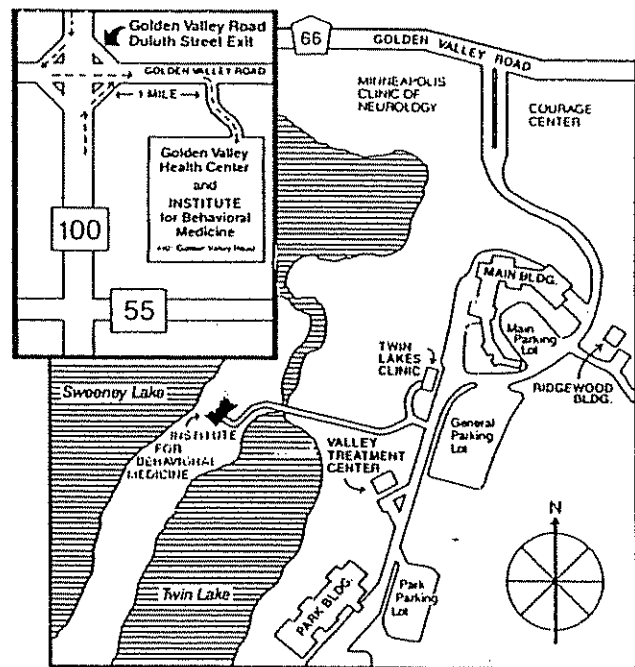 Golden Valley Road
Duluth Street Exit
GOLDEN VALLEY ROAD
1 MILE
Golden Valley
Health Center
and
INSTITUTE
for Behavioral
Medicine
Golden Valley Road
100
55
66
GOLDEN VALLEY ROAD
MINNEAPOLIS
CLINIC OF
NEUROLOGY
COURAGE
CENTER
MAIN BLDG.
Main
Parking
Lot
TWIN
LAKES
CLINIC
RIDGEWOOD
BLDG.
Sweeney Lake
INSTITUTE
FOR
BEHAVIORAL
MEDICINE
VALLEY
TREATMENT
CENTER
General
Parking
Lot
N
Twin Lake
PARK BLDG.
Park
Parking
Lot